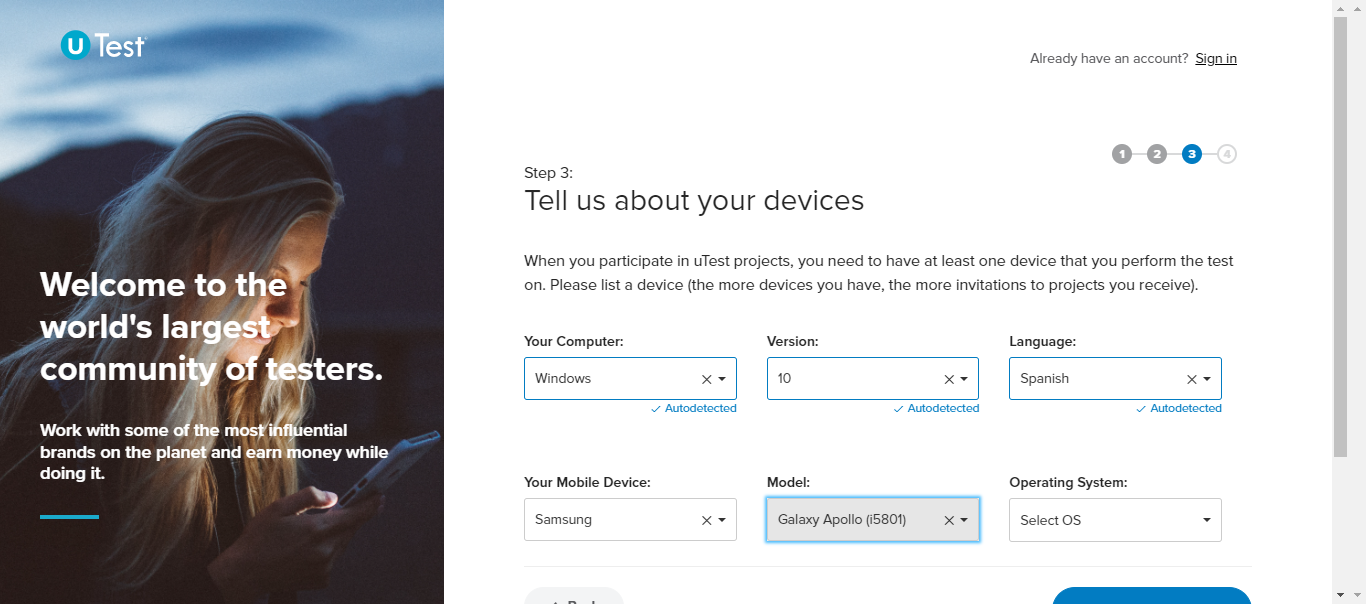 uTest
Already have an account? Sign in
1 2 3 4
Step 3:
Tell us about your devices
Welcome to the
world's largest
community of testers.
Work with some of the most influential
brands on the planet and earn money while
doing it.
When you participate in uTest projects, you need to have at least one device that you perform the test
on. Please list a device (the more devices you have, the more invitations to projects you receive).
Your Computer: Version: Language:
Windows 10 Spanish
Autodetected Autodetected Autodetected
Your Mobile Device: Model: Operating System:
Samsung Galaxy Apollo (i5801) Select OS